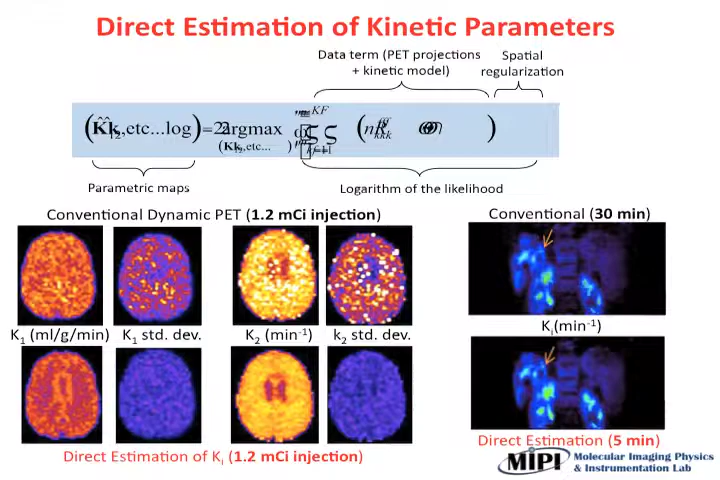 Direct Estimation of Kinetic Parameters
Data term (PET projections
+ kinetic model)
Spatial
regularization
argmax
,etc...log
Parametric maps
Logarithm of the likelihood
Conventional Dynamic PET (1.2 mCi injection)
Conventional (30 min)
K1 (ml/g/min) K1 std. dev. K2 (min-1) k2 std. dev.
Ki(min-1)
Direct Estimation of Ki (1.2 mCi injection)
Direct Estimation (5 min)
MIPI Molecular Imaging Physics
& Instrumentation Lab